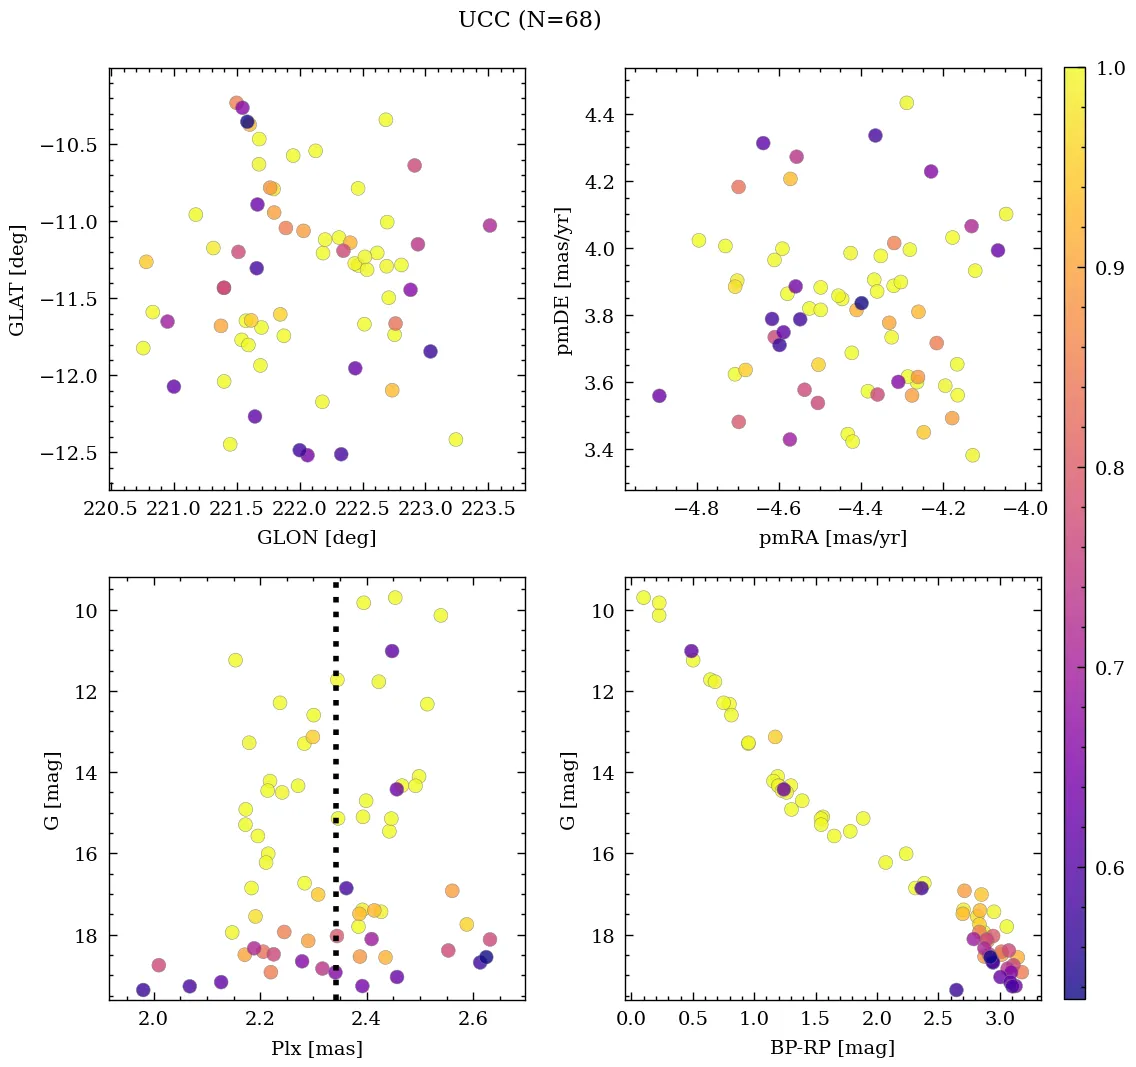 UCC (N=68)
−10.5
−11.0
−11.5
−12.0
−12.5
GLAT [deg]
220.5 221.0 221.5 222.0 222.5 223.0 223.5
GLON [deg]
4.4
4.2
4.0
3.8
3.6
3.4
pmDE [mas/yr]
−4.8 −4.6 −4.4 −4.2 −4.0
pmRA [mas/yr]
10
12
14
16
18
G [mag]
2.0 2.2 2.4 2.6
Plx [mas]
10
12
14
16
18
G [mag]
0.0 0.5 1.0 1.5 2.0 2.5 3.0
BP-RP [mag]
1.0
0.9
0.8
0.7
0.6